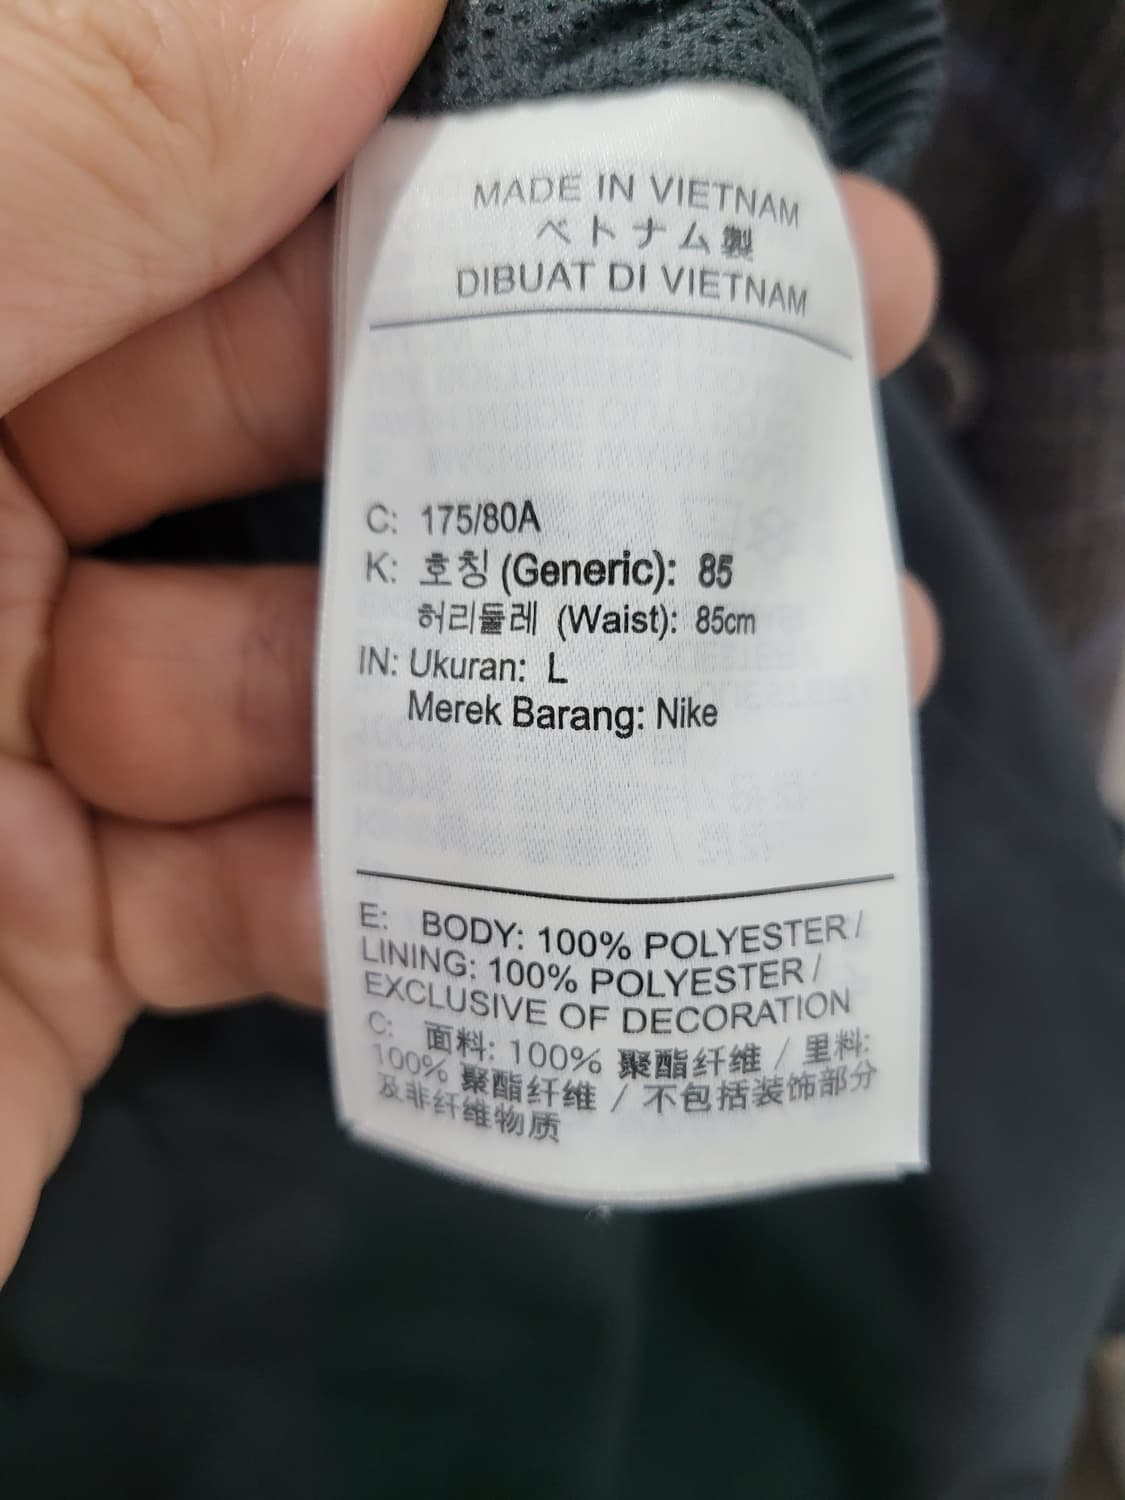 MADE IN VIETNAM
ベトナム製
DIBUAT DI VIETNAM
C: 175/80A
K: 호칭 (Generic): 85
허리둘레 (Waist): 85cm
IN: Ukuran: L
Merek Barang: Nike
E: BODY: 100% POLYESTER /
LINING: 100% POLYESTER /
EXCLUSIVE OF DECORATION
C: 面料: 100% 聚酯纤维 / 里料:
100% 聚酯纤维 / 不包括装饰部分
及非纤维物质